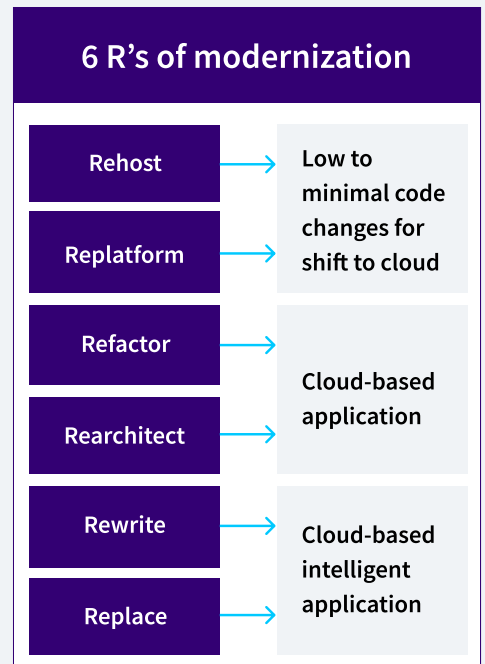 6 R’s of modernization
Rehost
Replatform
Low to
minimal code
changes for
shift to cloud
Refactor
Rearchitect
Cloud-based
application
Rewrite
Replace
Cloud-based
intelligent
application